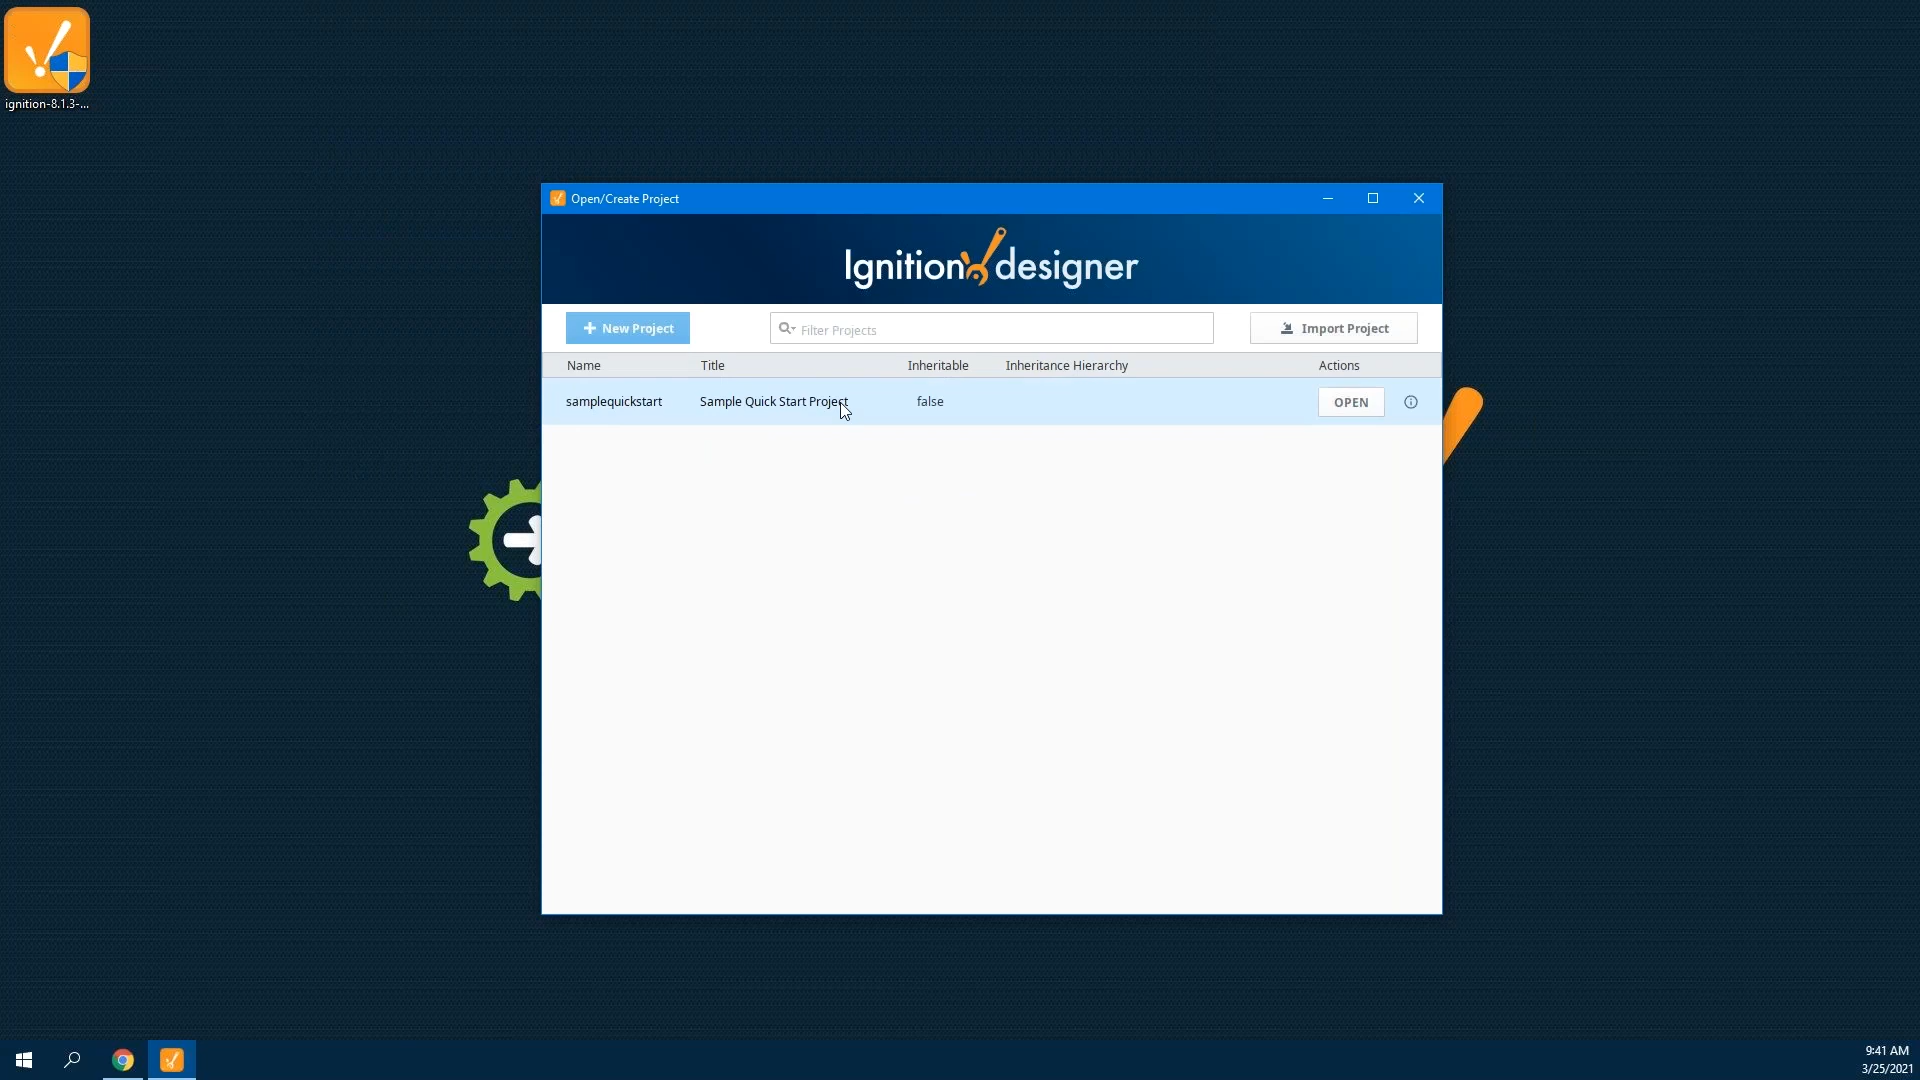 ignition-8.1.3-...
Open/Create Project
Ignition designer
New Project
Filter Projects
Import Project
Name Title Inheritable Inheritance Hierarchy Actions
samplequickstart Sample Quick Start Project false OPEN
9:41 AM
3/25/2021